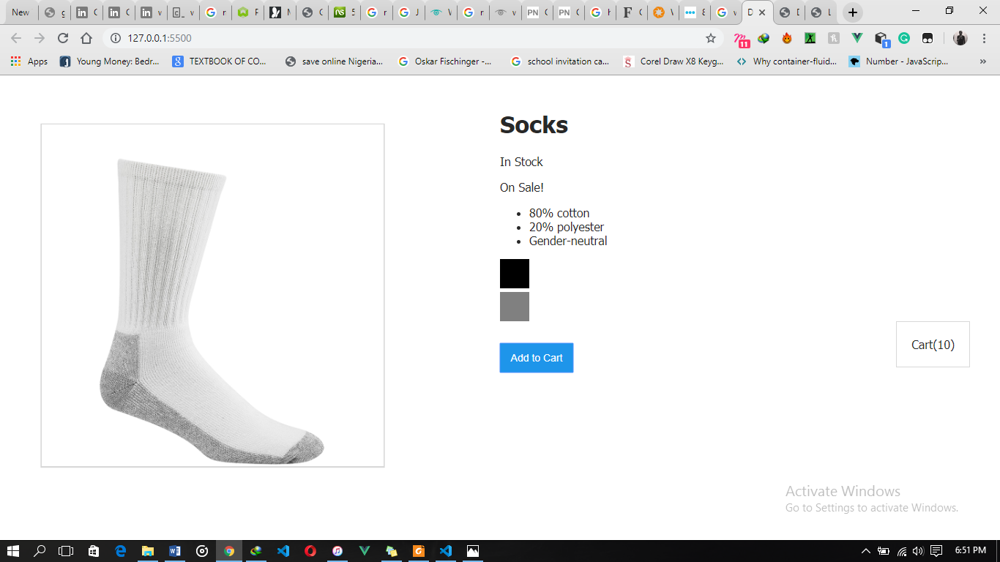 New
127.0.0.1:5500
11
1
Apps
Young Money: Bedr...
TEXTBOOK OF CO...
save online Nigeria...
Oskar Fischinger -...
school invitation ca...
Corel Draw X8 Keyg...
Why container-fluid...
Number - JavaScrip...
»
Socks
In Stock
On Sale!
• 80% cotton
• 20% polyester
• Gender-neutral
Add to Cart
Cart(10)
Activate Windows
Go to Settings to activate Windows.
6:51 PM